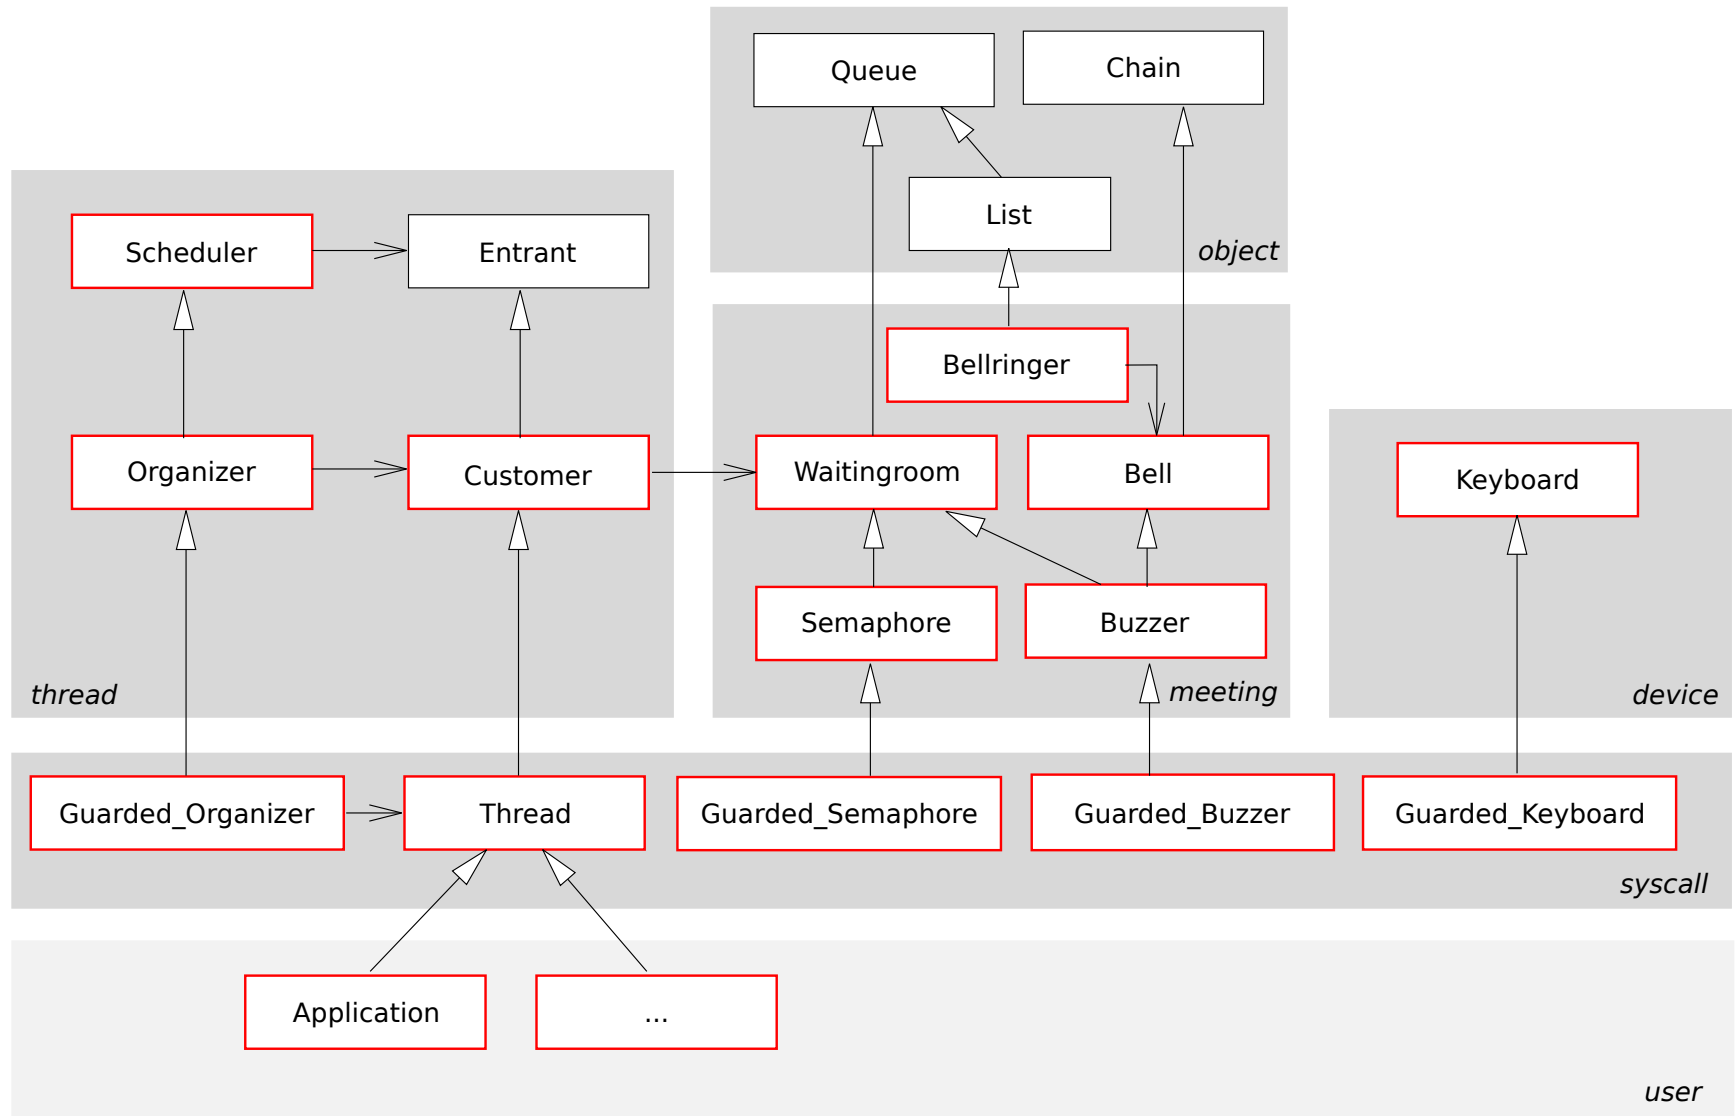 Queue
Chain
List
object
Scheduler
Entrant
Organizer
Customer
thread
Bellringer
Waitingroom
Bell
Semaphore
Buzzer
meeting
Keyboard
device
Guarded_Organizer
Thread
Guarded_Semaphore
Guarded_Buzzer
Guarded_Keyboard
syscall
Application
...
user